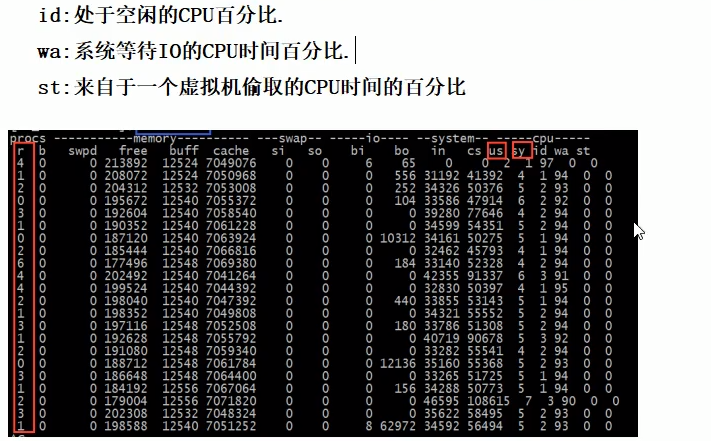 id:处于空闲的CPU百分比.
wa:系统等待IO的CPU时间百分比.
st:来自于一个虚拟机偷取的CPU时间的百分比
procs -----------memory---------- ---swap-- -----io---- --system-- -----cpu-----
r b swpd free buff cache si so bi bo in cs us sy id wa st
4 0 0 213892 12524 7049076 0 0 6 65 0 0 2 1 97 0 0
1 0 0 208072 12524 7050968 0 0 0 556 31192 41392 4 1 94 0 0
2 0 0 204312 12532 7053008 0 0 0 252 34326 50376 5 2 93 0 0
0 0 0 195672 12540 7055372 0 0 0 104 33586 47914 6 2 92 0 0
3 0 0 192604 12540 7058540 0 0 0 0 39280 77646 4 2 94 0 0
1 0 0 190352 12540 7061228 0 0 0 0 34599 54351 5 2 94 0 0
0 0 0 187120 12540 7063924 0 0 0 10312 34161 50275 5 1 94 0 0
2 0 0 185444 12540 7066816 0 0 0 0 32462 45793 4 1 94 0 0
6 0 0 177496 12548 7069380 0 0 0 184 33140 52328 4 2 94 0 0
4 0 0 202492 12540 7041264 0 0 0 0 42355 91337 6 3 91 0 0
4 0 0 199524 12540 7044392 0 0 0 0 32830 50397 4 1 95 0 0
2 0 0 198040 12540 7047392 0 0 0 440 33855 53143 5 1 94 0 0
1 0 0 198352 12540 7049808 0 0 0 0 34321 55552 5 2 94 0 0
3 0 0 197116 12548 7052508 0 0 0 180 33786 51308 5 2 94 0 0
1 0 0 192628 12548 7055792 0 0 0 0 40719 90678 5 3 92 0 0
2 0 0 191080 12548 7059340 0 0 0 0 33282 55541 4 2 94 0 0
0 0 0 188712 12548 7061784 0 0 0 12136 35160 55368 5 2 93 0 0
3 0 0 186648 12548 7064400 0 0 0 0 33265 51725 5 1 94 0 0
1 0 0 184192 12556 7067064 0 0 0 156 34288 50773 5 1 94 0 0
2 0 0 179004 12556 7071820 0 0 0 0 46595 108615 7 3 90 0 0
3 0 0 202308 12532 7048324 0 0 0 0 35622 58495 5 2 93 0 0
1 0 0 198588 12540 7051252 0 0 8 62972 34592 56494 5 2 93 0 0